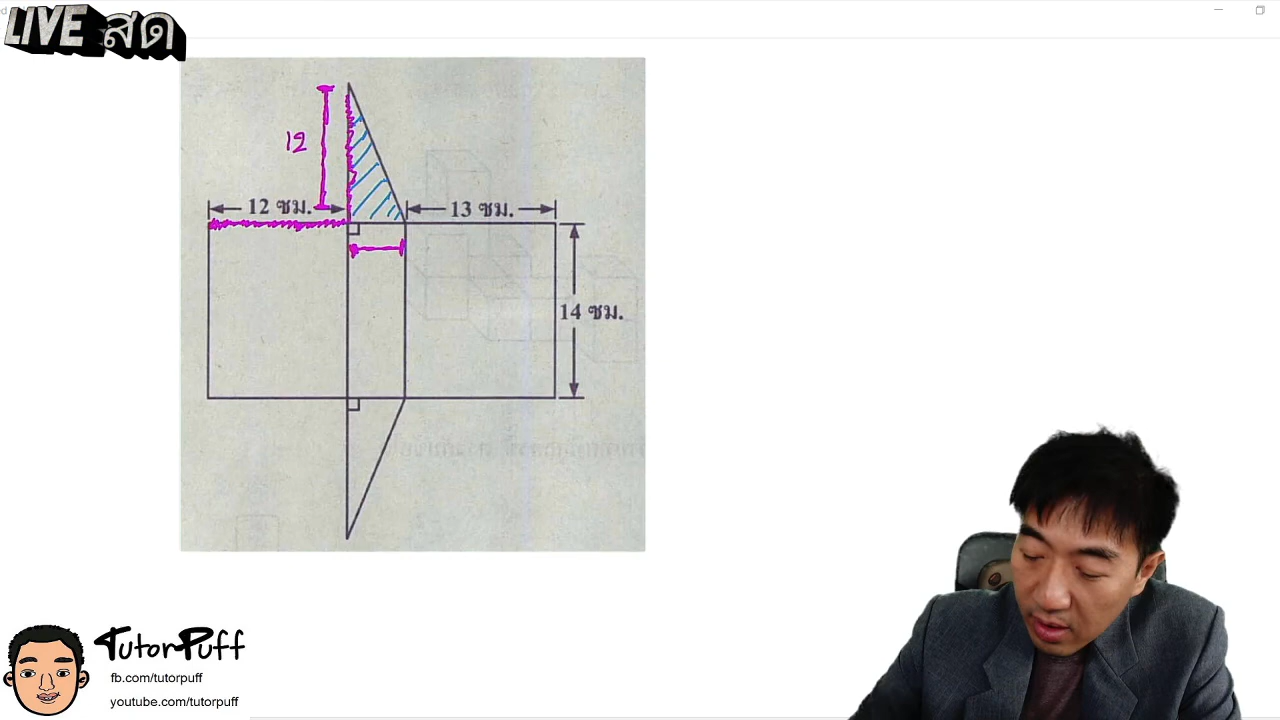 LIVE สด
12
12 ซม.
13 ซม.
14 ซม.
TutorPuff
fb.com/tutorpuff
youtube.com/tutorpuff